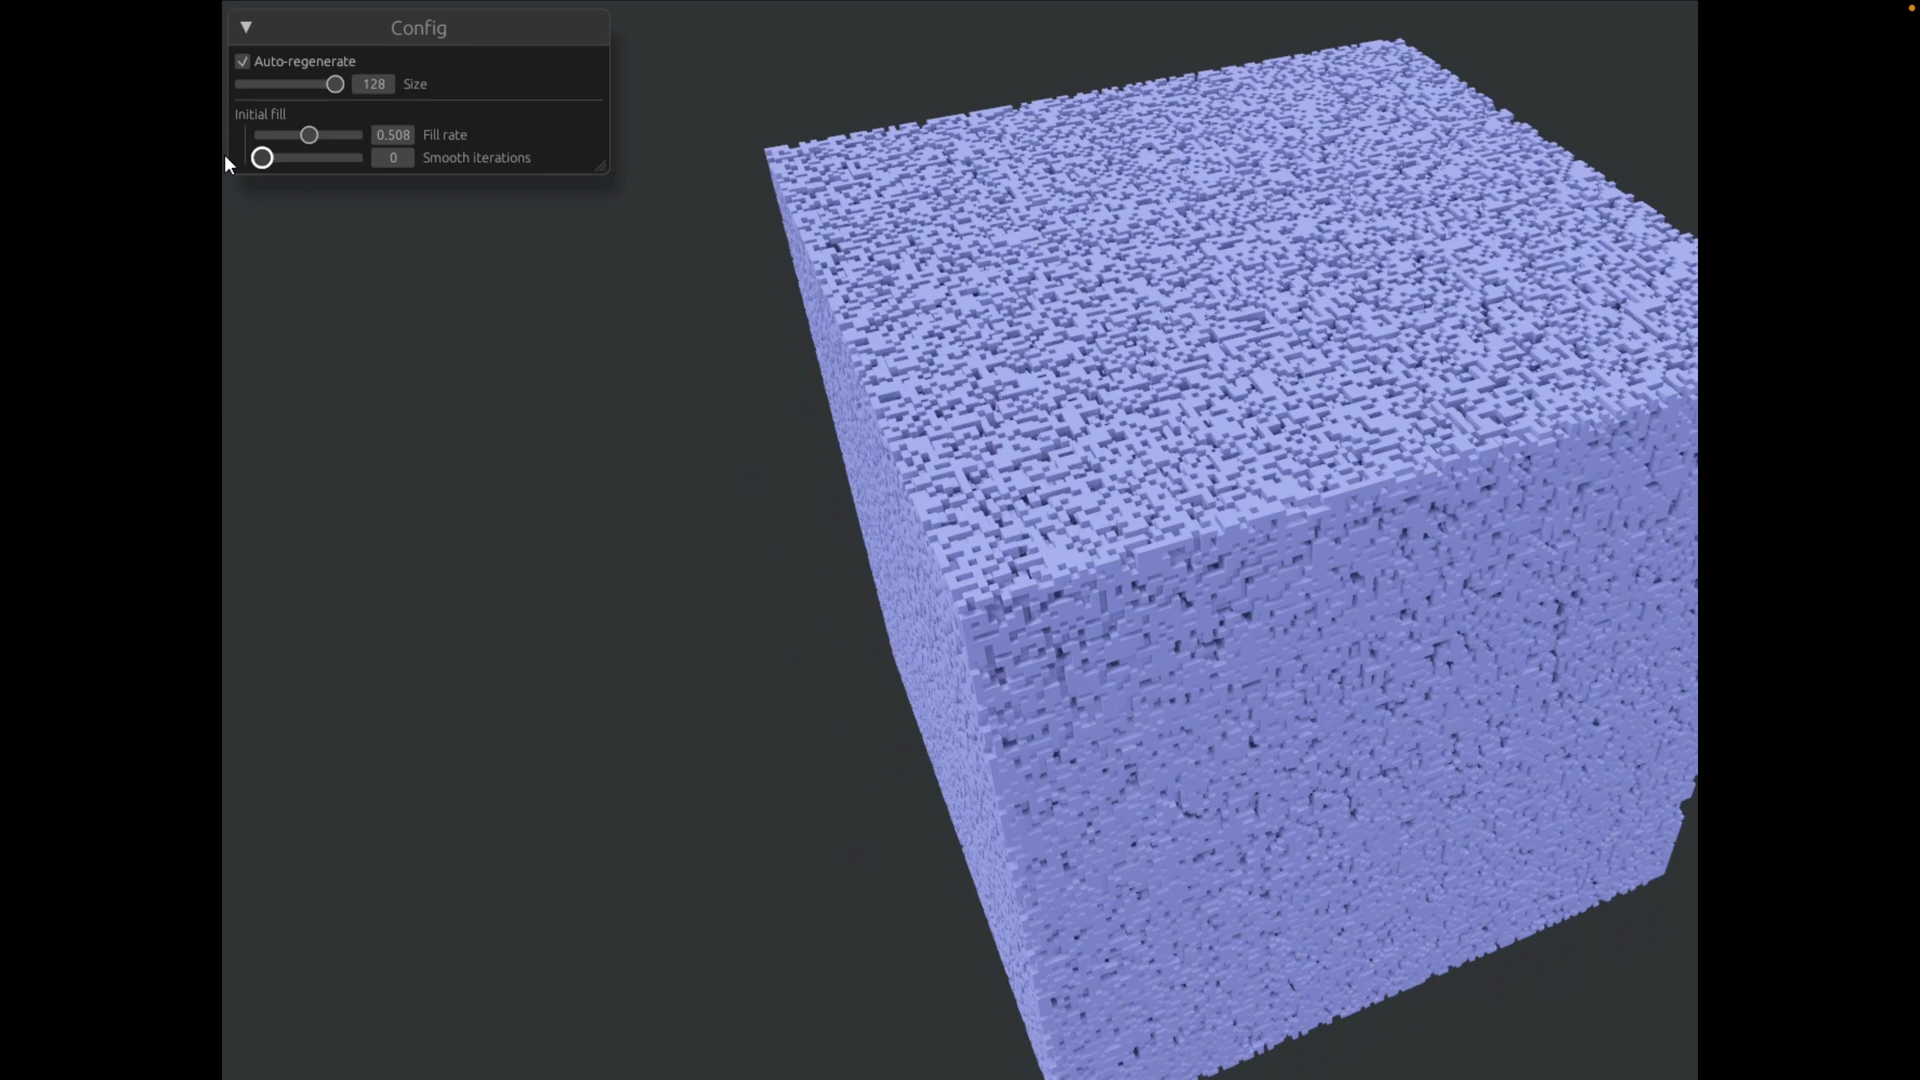 Config
Auto-regenerate
128 Size
Initial fill
0.508 Fill rate
0 Smooth iterations